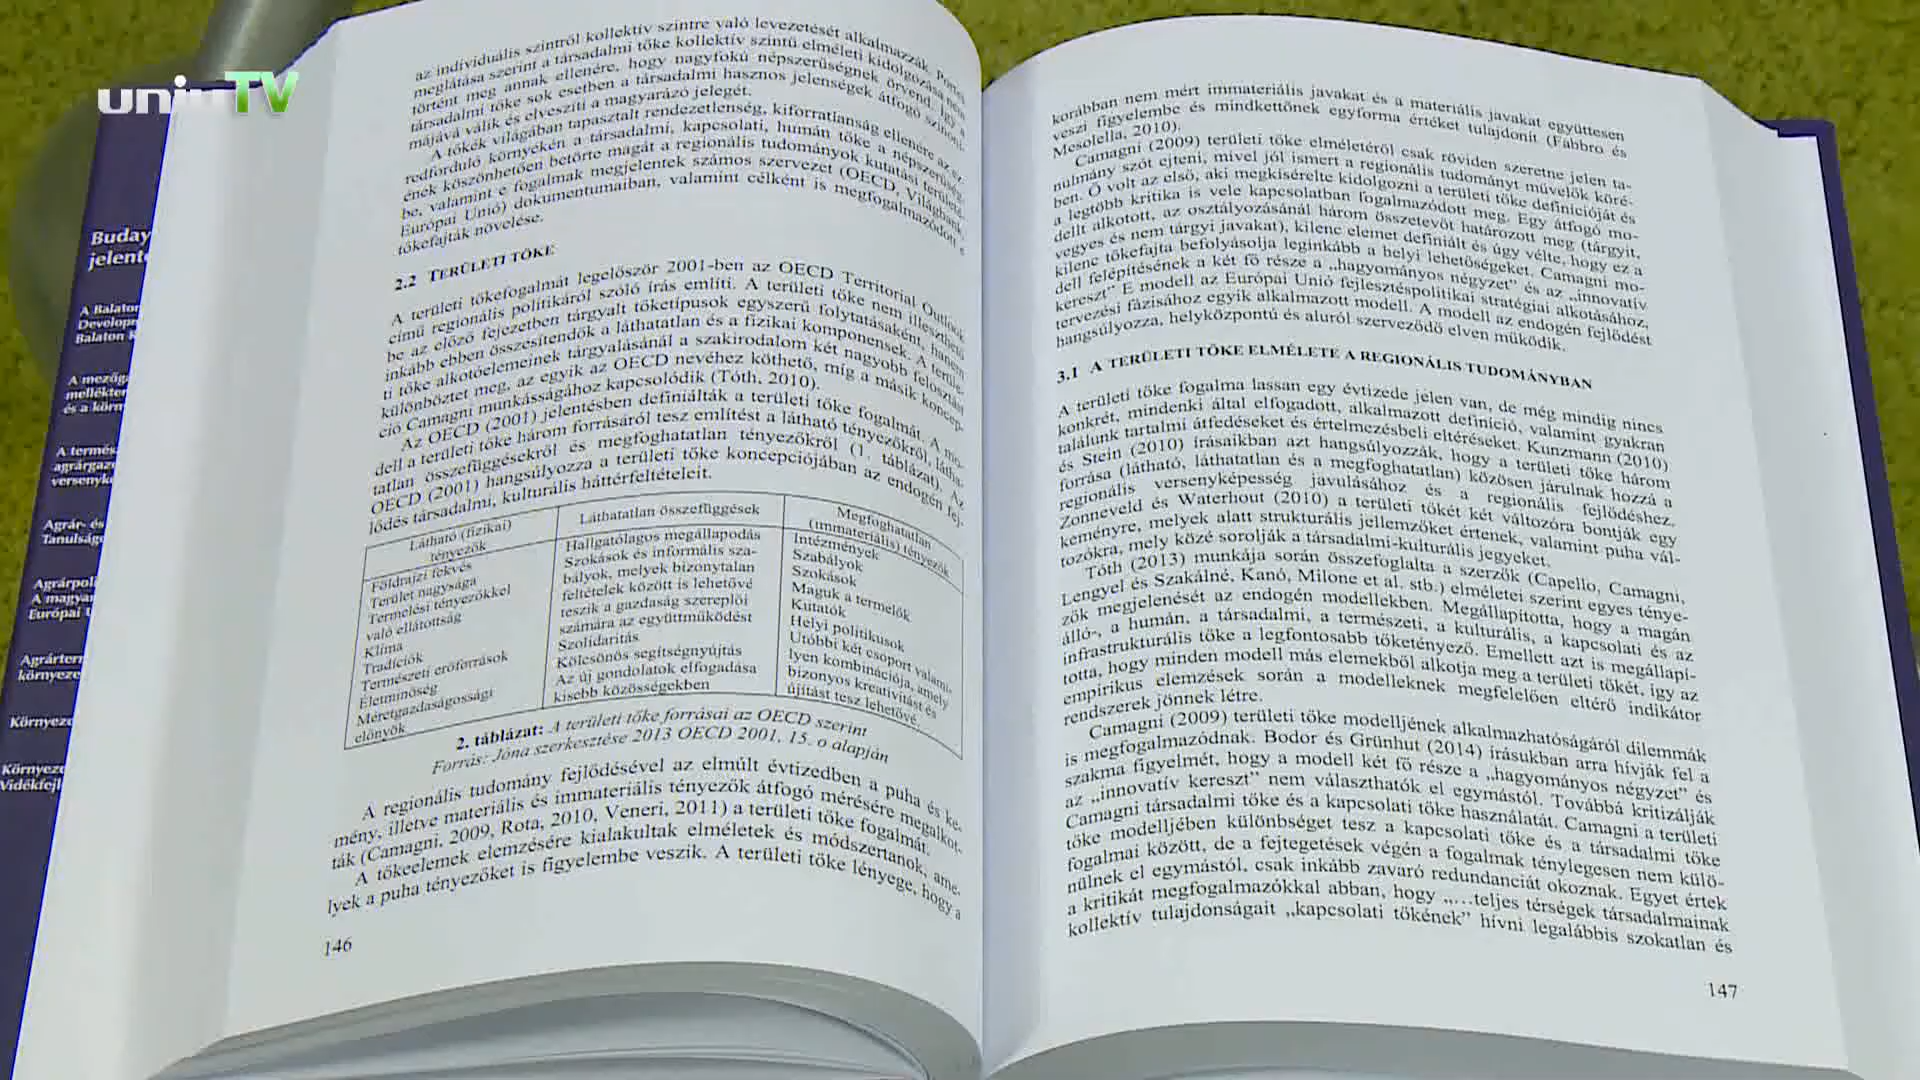 uniuTV
Buday
jelent
A Balaton
Develop
Balaton
A mezőga
mellékter
és a körn
A termés
agrárgaz
versenyk
Agrár- és
Tanulság
Agrárpoli
A magyar
Európai U
Agrárterm
környeze
Környeze
Környeze
Vidékfejl
az individuális szintről kollektív szintre való levezetését alkalmazzák. Portes
meglátása szerint a társadalmi tőke kollektív szintű elméleti kidolgozása nem
történt meg annak ellenére, hogy nagyfokú népszerűségnek örvend. Így a
társadalmi tőke sok esetben a társadalmi hasznos jelenségek átfogó szinoni-
májává válik és elveszíti a magyarázó jelegét.
A tőkék világában tapasztalt rendezetlenség, kiforratlanság ellenére az ez-
redforduló környékén a társadalmi, kapcsolati, humán tőke a népszerűség-
ének köszönhetően betörte magát a regionális tudományok kutatási területé-
be, valamint e fogalmak megjelentek számos szervezet (OECD, Világbank,
Európai Unió) dokumentumaiban, valamint célként is megfogalmazódott e
tőkefajták növelése.
2.2 TERÜLETI TŐKE
A területi tőkefogalmát legelőször 2001-ben az OECD Territorial Outlook
című regionális politikáról szóló írás említi. A területi tőke nem illeszthető
be az előző fejezetben tárgyalt tőketípusok egyszerű folytatásaként, hanem
inkább ebben összesítendők a láthatatlan és a fizikai komponensek. A terüle-
ti tőke alkotóelemeinek tárgyalásánál a szakirodalom két nagyobb felosztást
különböztet meg, az egyik az OECD nevéhez köthető, míg a másik koncep-
ció Camagni munkásságához kapcsolódik (Tóth, 2010).
Az OECD (2001) jelentésben definiálták a területi tőke fogalmát. A mo-
dell a területi tőke három forrásáról tesz említést a látható tényezőkről, látha-
tatlan összefüggésekről és megfoghatatlan tényezőkről (1. táblázat). Az
OECD (2001) hangsúlyozza a területi tőke koncepciójában az endogén fej-
lődés társadalmi, kulturális háttérfeltételeit.
Látható (fizikai)
tényezők
Földrajzi fekvés
Terület nagysága
Termelési tényezőkkel
való ellátottság
Klíma
Tradíciók
Természeti erőforrások
Életminőség
Méretgazdaságossági
előnyök
Láthatatlan összefüggések
Hallgatólagos megállapodás
Szokások és informális sza-
bályok, melyek bizonytalan
feltételek között is lehetővé
teszik a gazdaság szereplői
számára az együttműködést
Szolidaritás
Kölcsönös segítségnyújtás
Az új gondolatok elfogadása
kisebb közösségekben
Megfoghatatlan
(immateriális) tényezők
Intézmények
Szabályok
Szokások
Maguk a termelők
Kutatók
Helyi politikusok
Utóbbi két csoport valami-
lyen kombinációja, amely
bizonyos kreativitást és
újítást tesz lehetővé.
2. táblázat: A területi tőke forrásai az OECD szerint
Forrás: Jóna szerkesztése 2013 OECD 2001. 15. o alapján
A regionális tudomány fejlődésével az elmúlt évtizedben a puha és ke-
mény, illetve materiális és immateriális tényezők átfogó mérésére megalkot-
ták (Camagni, 2009, Rota, 2010, Veneri, 2011) a területi tőke fogalmát.
A tőkeelemek elemzésére kialakultak elméletek és módszertanok, ame-
lyek a puha tényezőket is figyelembe veszik. A területi tőke lényege, hogy a
146
korábban nem mért immateriális javakat és a materiális javakat együttesen
veszi figyelembe és mindkettőnek egyforma értéket tulajdonít (Fabbro és
Mesolella, 2010).
Camagni (2009) területi tőke elméletéről csak röviden szeretne jelen ta-
nulmány szót ejteni, mivel jól ismert a regionális tudományt művelők köré-
ben. Ő volt az első, aki megkísérelte kidolgozni a területi tőke definícióját és
a legtöbb kritika is vele kapcsolatban fogalmazódott meg. Egy átfogó mo-
dellt alkotott, az osztályozásánál három összetevőt határozott meg (tárgyit,
vegyes és nem tárgyi javakat), kilenc elemet definiált és úgy vélte, hogy ez a
kilenc tőkefajta befolyásolja leginkább a helyi lehetőségeket. Camagni mo-
dell felépítésének a két fő része a „hagyományos négyzet” és az „innovatív
kereszt” E modell az Európai Unió fejlesztéspolitikai stratégiai alkotásához,
tervezési fázisához egyik alkalmazott modell. A modell az endogén fejlődést
hangsúlyozza, helyközpontú és aluról szerveződő elven működik.
3.1 A TERÜLETI TŐKE ELMÉLETE A REGIONÁLIS TUDOMÁNYBAN
A területi tőke fogalma lassan egy évtizede jelen van, de még mindig nincs
konkrét, mindenki által elfogadott, alkalmazott definíció, valamint gyakran
találunk tartalmi átfedéseket és értelmezésbeli eltéréseket. Kunzmann (2010)
és Stein (2010) írásaikban azt hangsúlyozzák, hogy a területi tőke három
forrása (látható, láthatatlan és a megfoghatatlan) közösen járulnak hozzá a
regionális versenyképesség javulásához és a regionális fejlődéshez.
Zonneveld és Waterhout (2010) a területi tőkét két változóra bontják egy
keményre, melyek alatt strukturális jellemzőket értenek, valamint puha vál-
tozókra, mely közé sorolják a társadalmi-kulturális jegyeket.
Tóth (2013) munkája során összefoglalta a szerzők (Capello, Camagni,
Lengyel és Szakálné, Kanó, Milone et al. stb.) elméletei szerint egyes ténye-
zők megjelenését az endogén modellekben. Megállapította, hogy a magán
álló-, a humán, a társadalmi, a természeti, a kulturális, a kapcsolati és az
infrastrukturális tőke a legfontosabb tőketényező. Emellett azt is megállapí-
totta, hogy minden modell más elemekből alkotja meg a területi tőkét, így az
empirikus elemzések során a modelleknek megfelelően eltérő indikátor
rendszerek jönnek létre.
Camagni (2009) területi tőke modelljének alkalmazhatóságáról dilemmák
is megfogalmazódnak. Bodor és Grünhut (2014) írásukban arra hívják fel a
szakma figyelmét, hogy a modell két fő része a „hagyományos négyzet” és
az „innovatív kereszt” nem választhatók el egymástól. Továbbá kritizálják
Camagni társadalmi tőke és a kapcsolati tőke használatát. Camagni a területi
tőke modelljében különbséget tesz a kapcsolati tőke és a társadalmi tőke
fogalmai között, de a fejtegetések végén a fogalmak ténylegesen nem külö-
nülnek el egymástól, csak inkább zavaró redundanciát okoznak. Egyet értek
a kritikát megfogalmazókkal abban, hogy „…teljes térségek társadalmainak
kollektív tulajdonságait „kapcsolati tőkének” hívni legalábbis szokatlan és
147